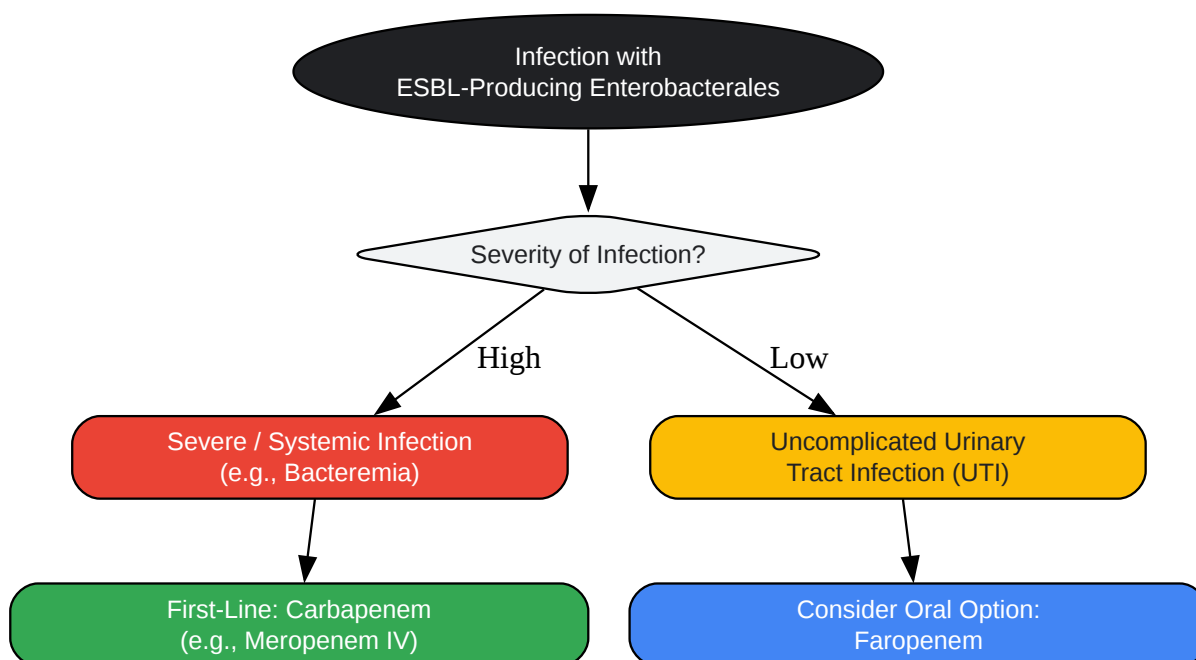 Infection with
ESBL-Producing Enterobacterales
Severity of Infection?
High
Low
Severe / Systemic Infection
(e.g., Bacteremia)
Uncomplicated Urinary
Tract Infection (UTI)
First-Line: Carbapenem
(e.g., Meropenem IV)
Consider Oral Option:
Faropenem